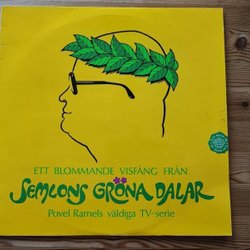 ETT BLOMMANDE VISFÅNG FRÅN
SEMLONS GRÖNA DALAR
Povel Ramels väldiga TV-serie